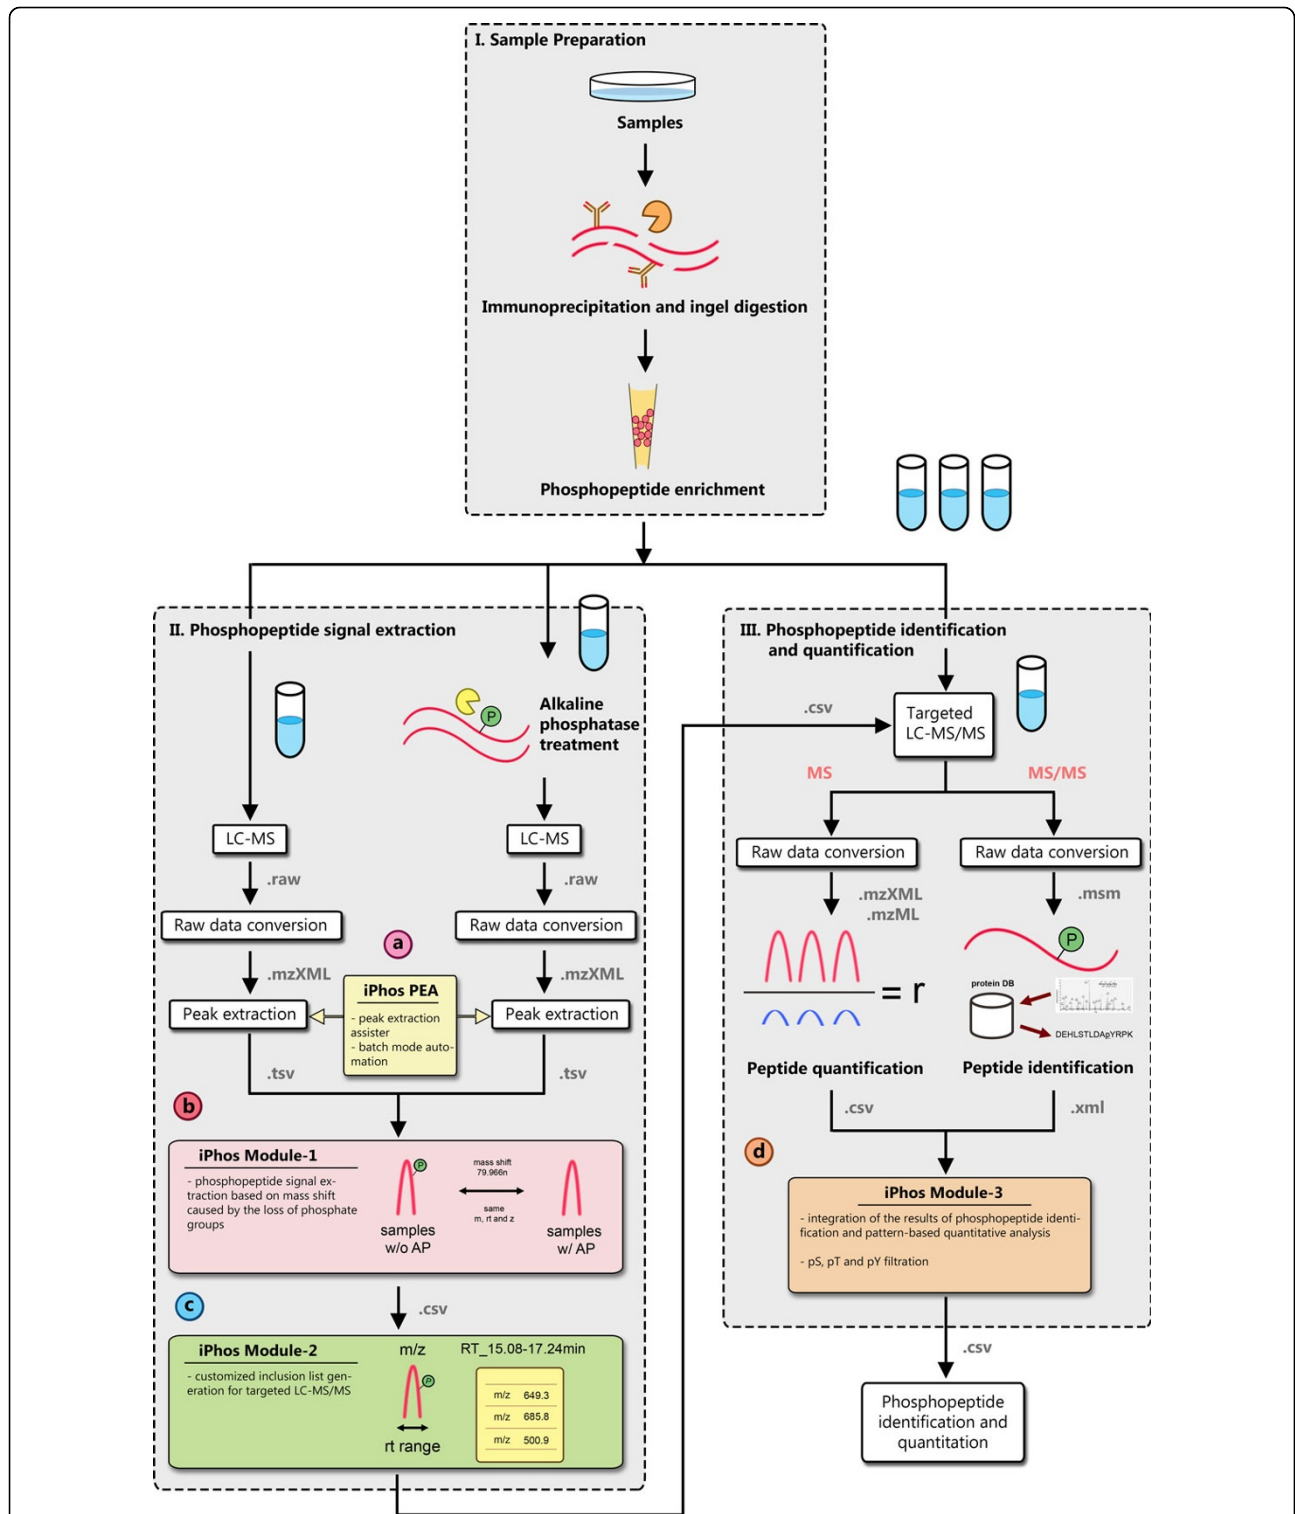 I. Sample Preparation
Samples
Immunoprecipitation and ingel digestion
Phosphopeptide enrichment
II. Phosphopeptide signal extraction
Alkaline
phosphatase
treatment
P
LC-MS
LC-MS
.raw
.raw
Raw data conversion
Raw data conversion
a
.mzXML
.mzXML
iPhos PEA
- peak extraction
assister
- batch mode auto-
mation
Peak extraction
Peak extraction
.tsv
.tsv
b
iPhos Module-1
- phosphopeptide signal ex-
traction based on mass shift
caused by the loss of phosphate
groups
P
samples
w/o AP
mass shift
79.966n
same
m, rt and z
samples
w/ AP
c
.csv
iPhos Module-2
- customized inclusion list gen-
eration for targeted LC-MS/MS
m/z
P
rt range
RT_15.08-17.24min
m/z 649.3
m/z 685.8
m/z 500.9
III. Phosphopeptide identification
and quantification
.csv
Targeted
LC-MS/MS
MS
MS/MS
Raw data conversion
Raw data conversion
.mzXML
.mzML
.msm
= r
P
protein DB
DEHLSTLDApYRPK
Peptide quantification
Peptide identification
.csv
.xml
d
iPhos Module-3
- integration of the results of phosphopeptide identi-
fication and pattern-based quantitative analysis
- pS, pT and pY filtration
.csv
Phosphopeptide
identification and
quantitation